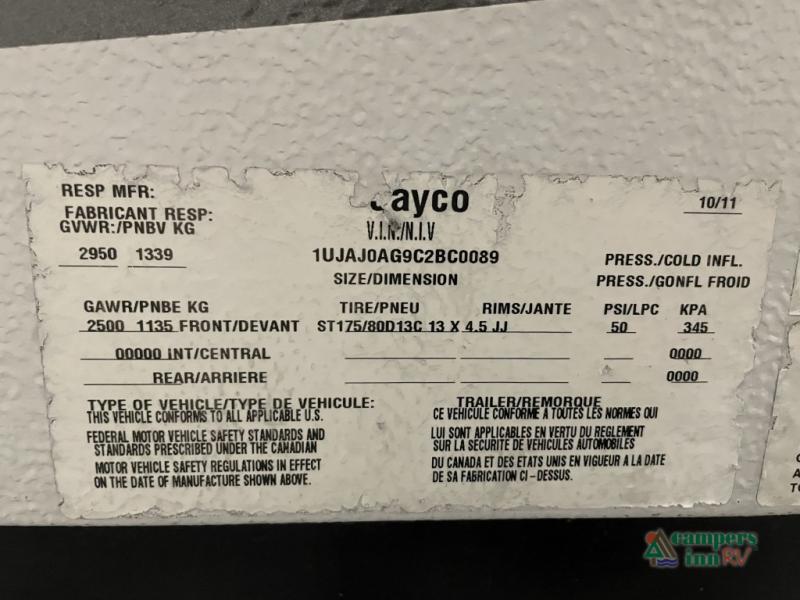 RESP MFR:
ayco
10/11
FABRICANT RESP:
GVWR:/PNBV KG
V.I.N./N.I.V
2950 1339
1UJAJ0AG9C2BC0089
PRESS./COLD INFL.
SIZE/DIMENSION
PRESS./GONFL FROID
GAWR/PNBE KG TIRE/PNEU RIMS/JANTE PSI/LPC KPA
2500 1135 FRONT/DEVANT ST175/80D13C 13 X 4.5 JJ 50 345
00000 INT/CENTRAL 0000
REAR/ARRIERE 0000
TYPE OF VEHICLE/TYPE DE VEHICULE: TRAILER/REMORQUE
THIS VEHICLE CONFORMS TO ALL APPLICABLE U.S.
FEDERAL MOTOR VEHICLE SAFETY STANDARDS AND
STANDARDS PRESCRIBED UNDER THE CANADIAN
MOTOR VEHICLE SAFETY REGULATIONS IN EFFECT
ON THE DATE OF MANUFACTURE SHOWN ABOVE.
CE VEHICULE CONFORME A TOUTES LES NORMES QUI
LUI SONT APPLICABLES EN VERTU DU REGLEMENT
SUR LA SECURITE DE VEHICULES AUTOMOBILES
DU CANADA ET DES ETATS UNIS EN VIGUEUR A LA DATE
DE SA FABRICATION CI-DESSUS.
campers
inn RV